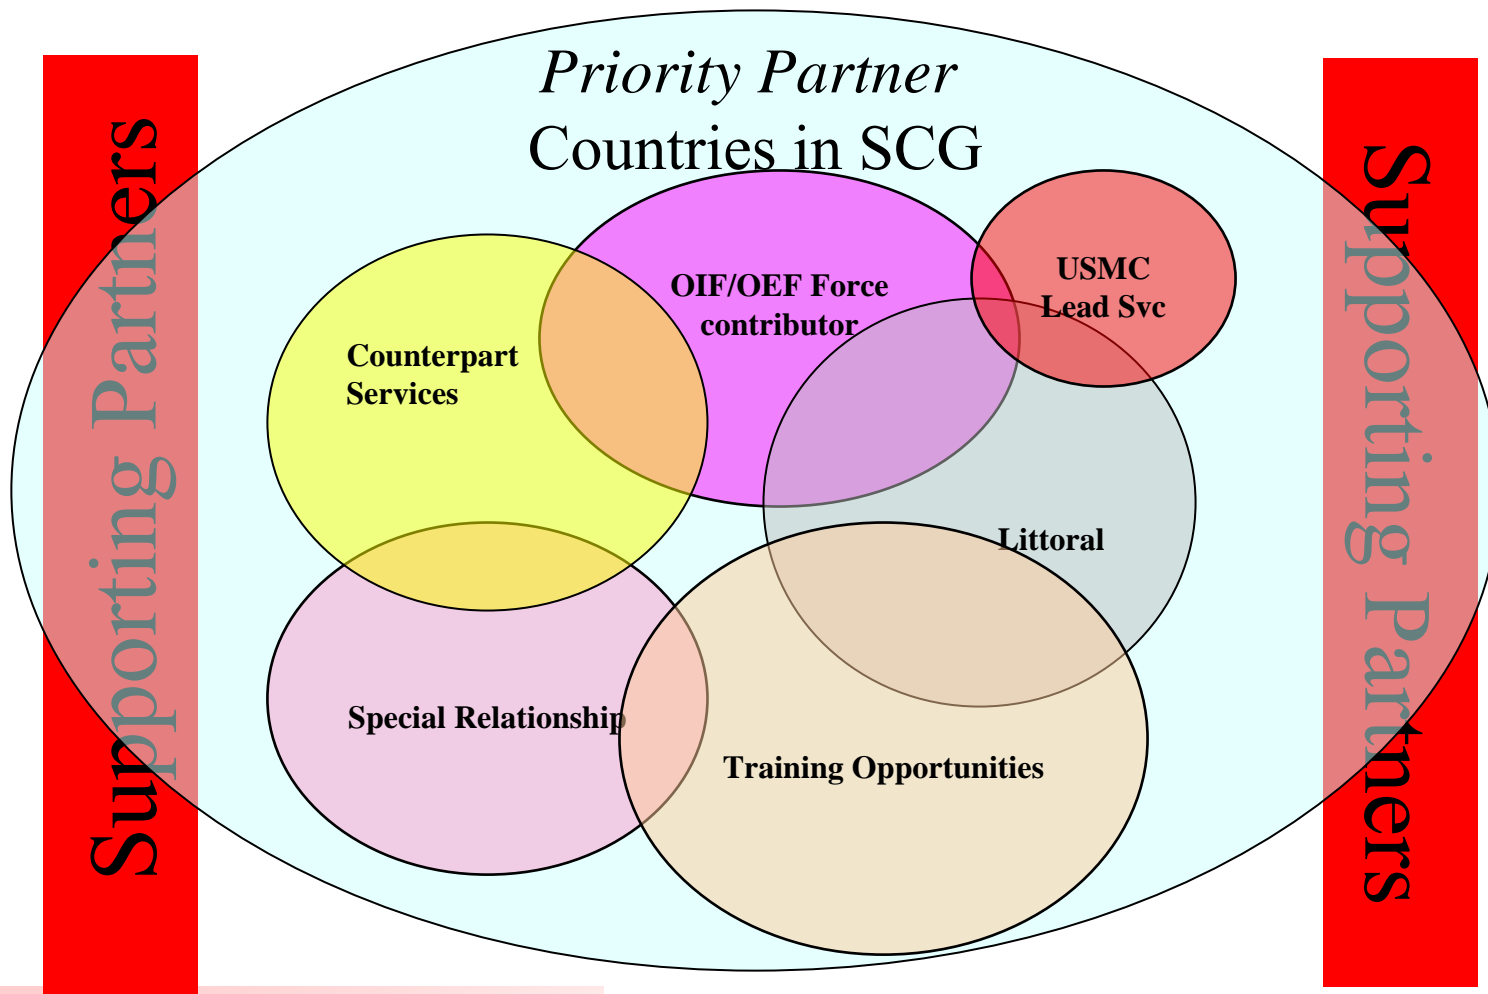 Priority Partner
Countries in SCG
Supporting Partners
OIF/OEF Force
contributor
USMC
Lead Svc
Counterpart
Services
Littoral
Special Relationship
Training Opportunities
Supporting Partners